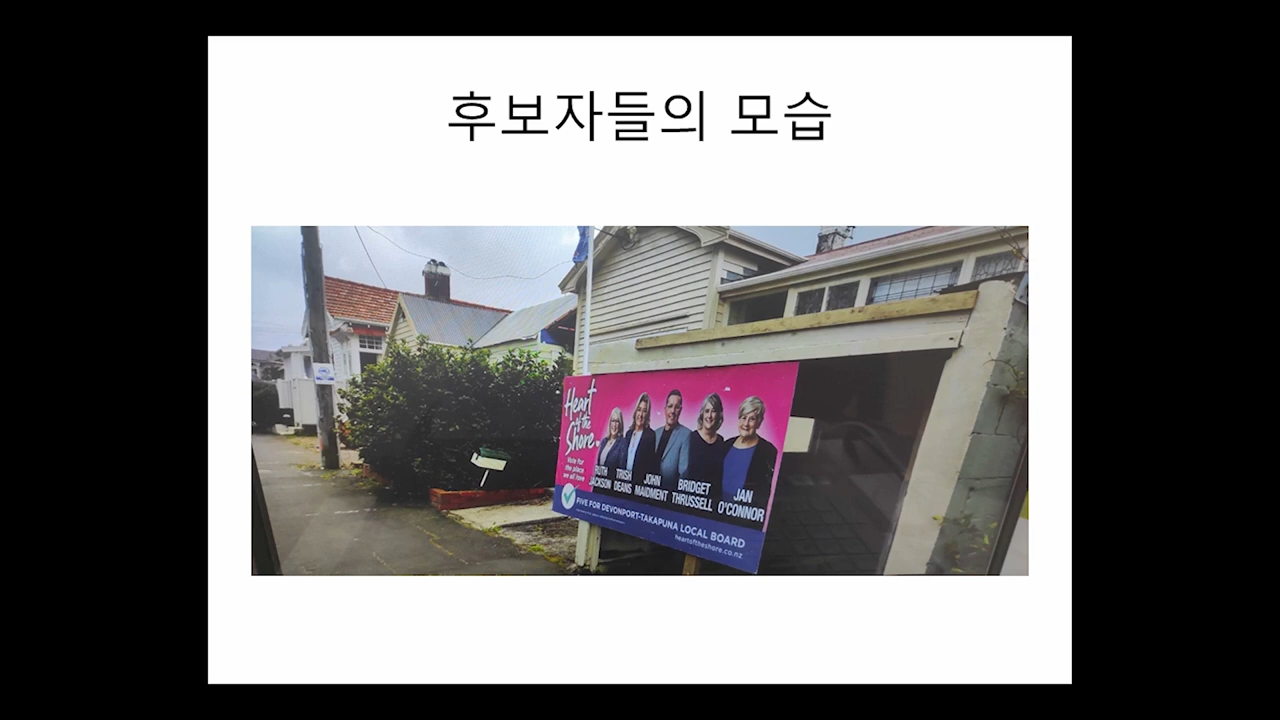 후보자들의 모습
Heart
of the
Shore
Vote for
the place
we all love
RUTH
JACKSON
TRISH
DEANS
JOHN
MAIDMENT
BRIDGET
THRUSSELL
JAN
O'CONNOR
FIVE FOR DEVONPORT-TAKAPUNA LOCAL BOARD
heartoftheshore.co.nz